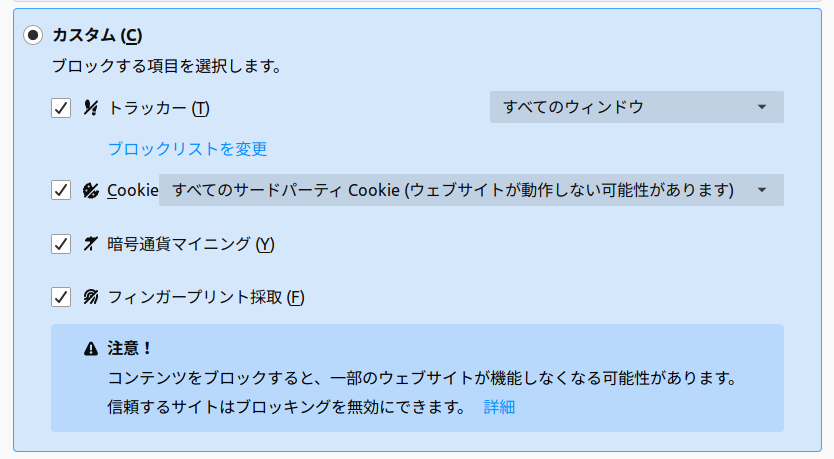 カスタム (C)
ブロックする項目を選択します。
トラッカー (T) すべてのウィンドウ
ブロックリストを変更
Cookie すべてのサードパーティ Cookie (ウェブサイトが動作しない可能性があります)
暗号通貨マイニング (Y)
フィンガープリント採取 (F)
注意！
コンテンツをブロックすると、一部のウェブサイトが機能しなくなる可能性があります。
信頼するサイトはブロッキングを無効にできます。 詳細